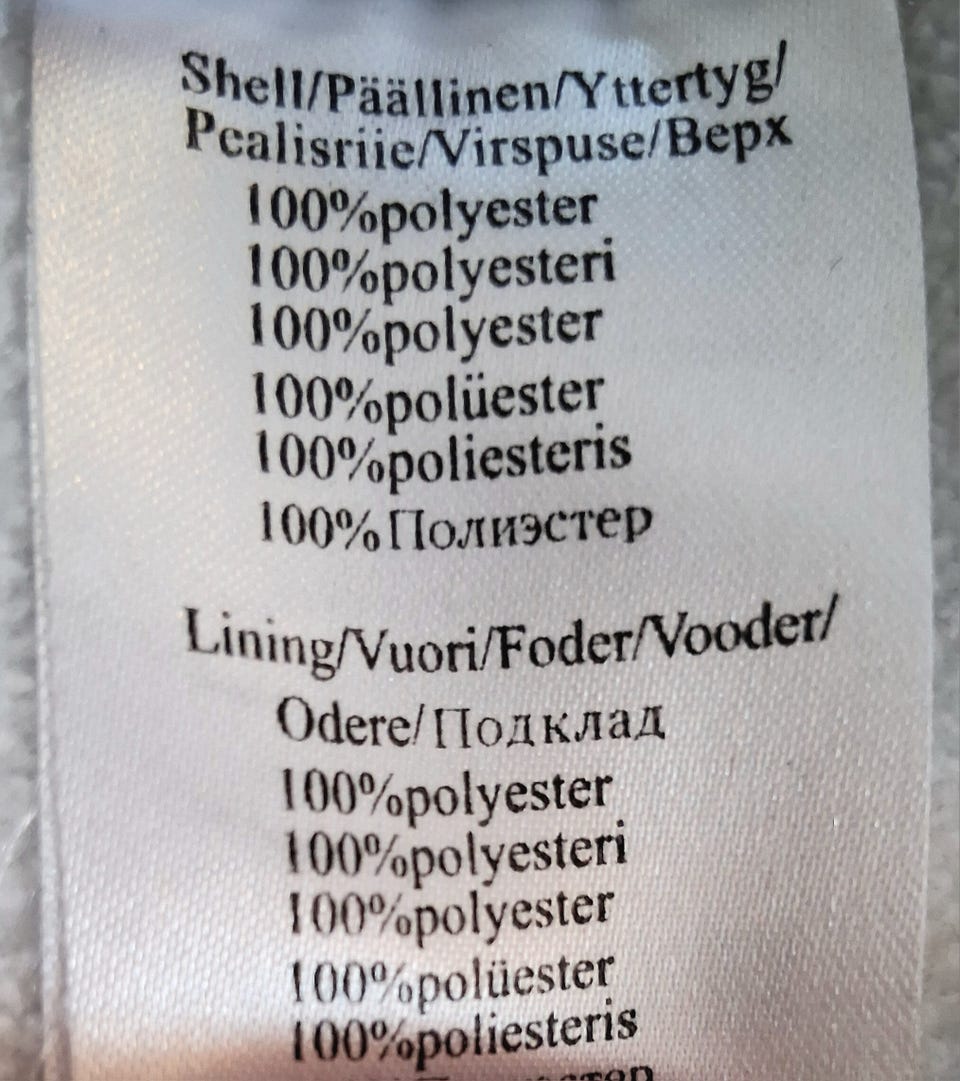 Shell/Päällinen/Yttertyg/
Pealisriie/Virspuse/Верх
100%polyester
100%polyesteri
100%polyester
100%polüester
100%poliesteris
100%Полиэстер
Lining/Vuori/Foder/Vooder/
Odere/Подклад
100%polyester
100%polyesteri
100%polyester
100%polüester
100%poliesteris